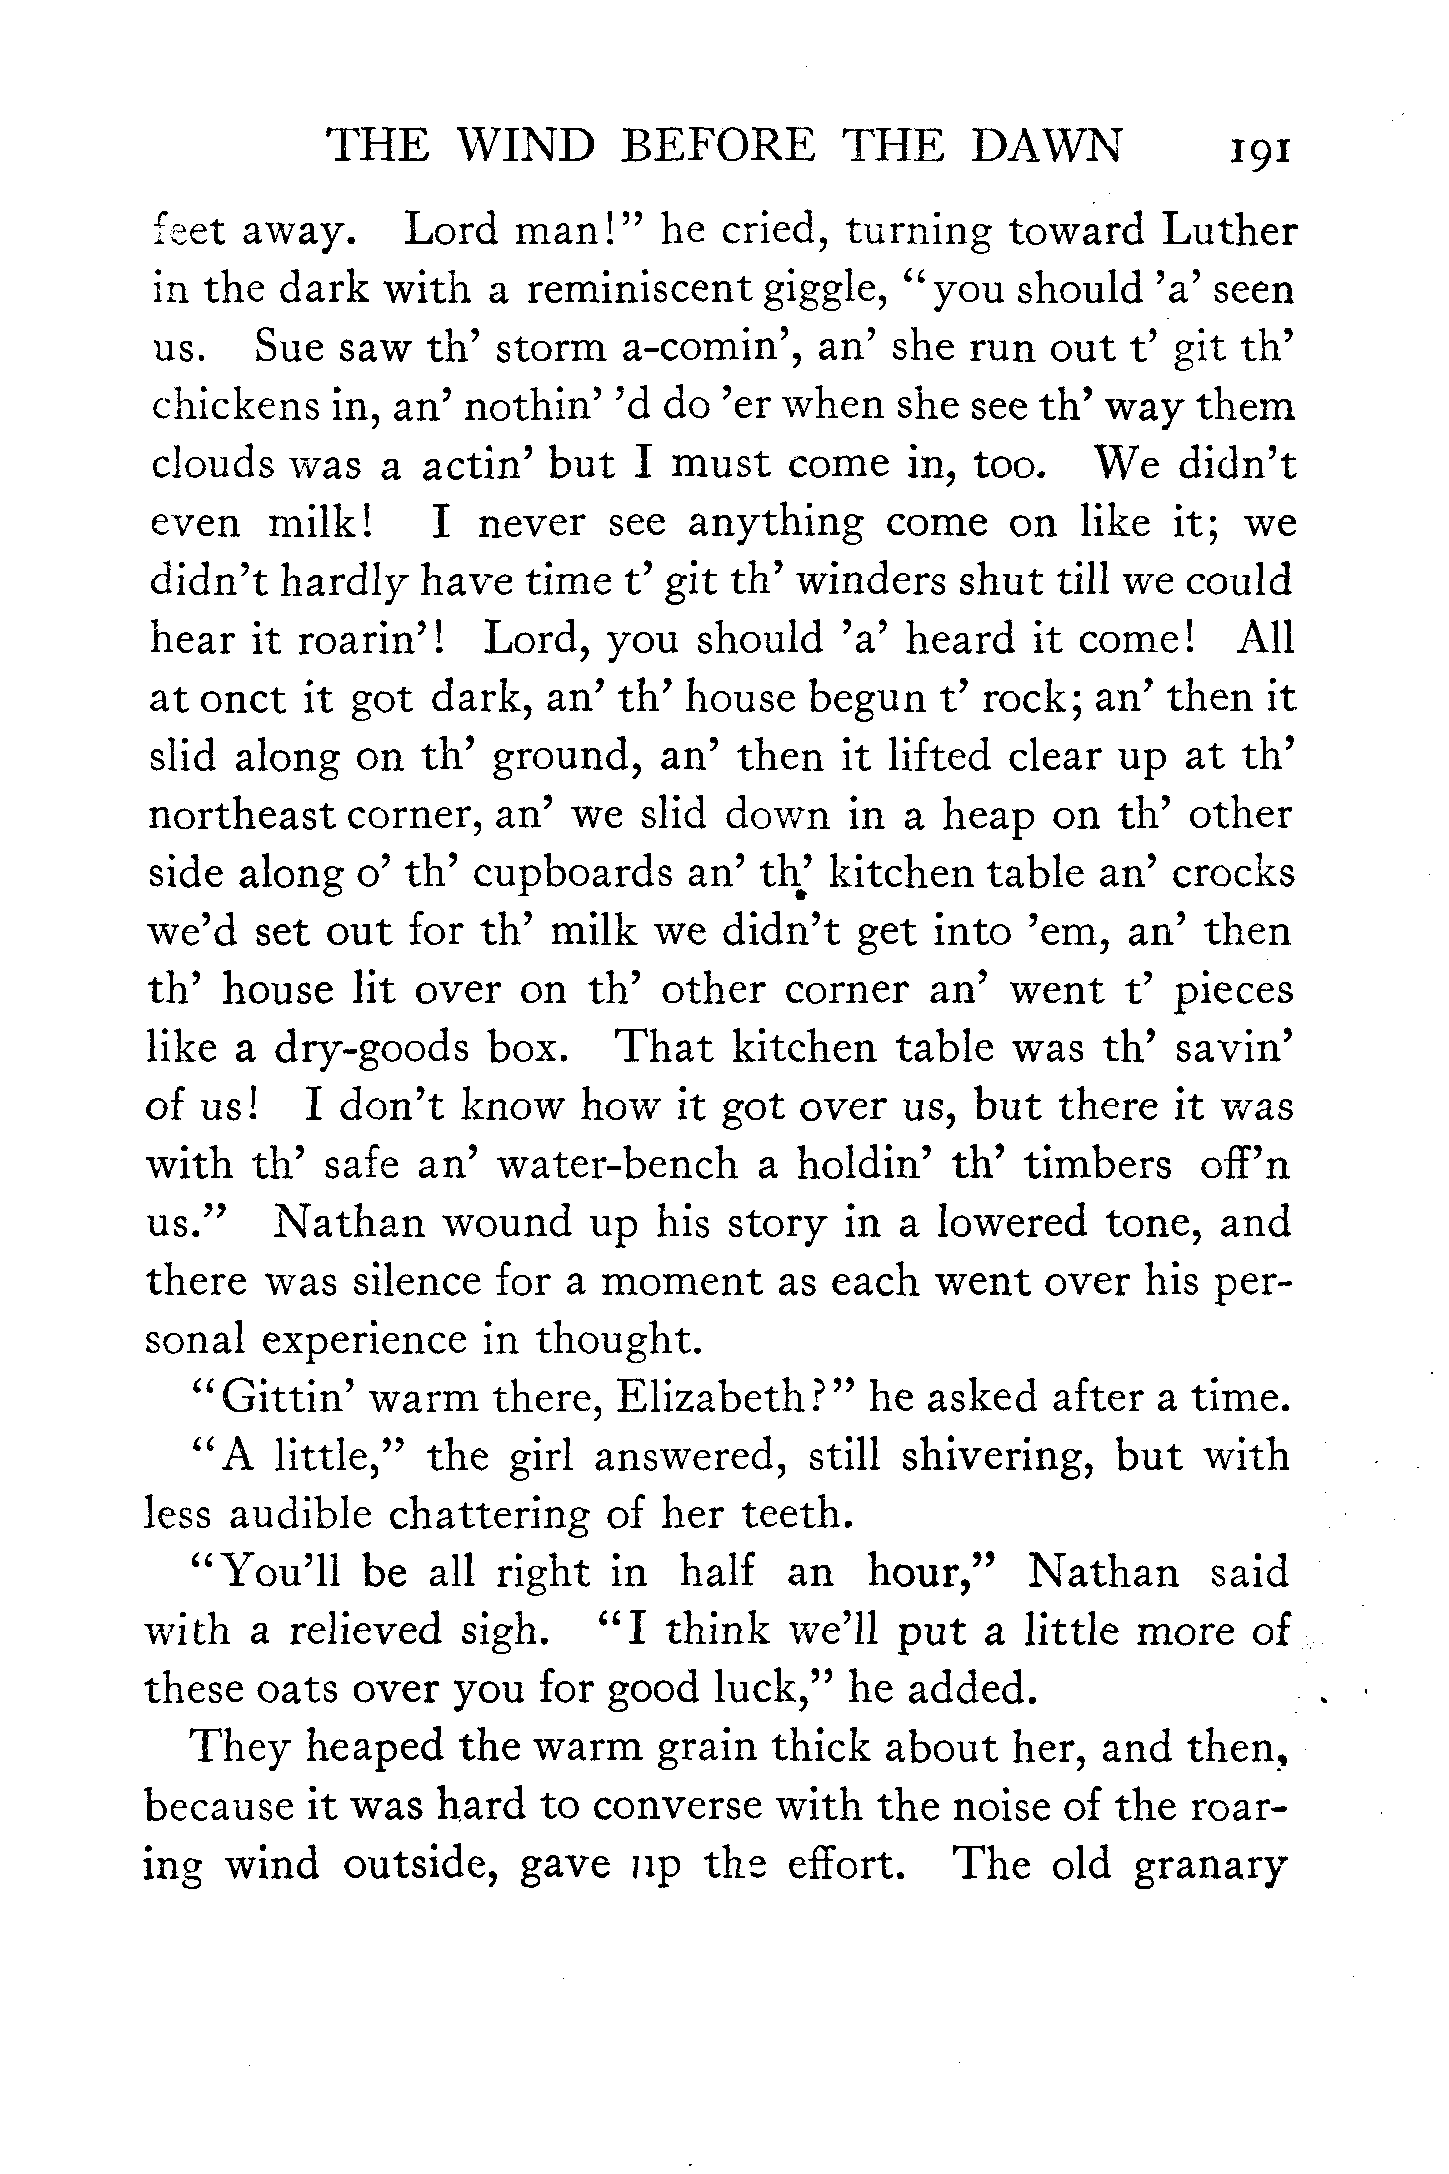 THE WIND BEFORE THE DAWN 191
feet away. Lord man!” he cried, turning toward Luther
in the dark with a reminiscent giggle, “you should ’a’ seen
us. Sue saw th’ storm a-comin’, an’ she run out t’ git th’
chickens in, an’ nothin’ ’d do ’er when she see th’ way them
clouds was a actin’ but I must come in, too. We didn’t
even milk! I never see anything come on like it; we
didn’t hardly have time t’ git th’ winders shut till we could
hear it roarin’! Lord, you should ’a’ heard it come! All
at onct it got dark, an’ th’ house begun t’ rock; an’ then it
slid along on th’ ground, an’ then it lifted clear up at th’
northeast corner, an’ we slid down in a heap on th’ other
side along o’ th’ cupboards an’ th’ kitchen table an’ crocks
we’d set out for th’ milk we didn’t get into ’em, an’ then
th’ house lit over on th’ other corner an’ went t’ pieces
like a dry-goods box. That kitchen table was th’ savin’
of us! I don’t know how it got over us, but there it was
with th’ safe an’ water-bench a holdin’ th’ timbers off’n
us.” Nathan wound up his story in a lowered tone, and
there was silence for a moment as each went over his per-
sonal experience in thought.
“Gittin’ warm there, Elizabeth?” he asked after a time.
“A little,” the girl answered, still shivering, but with
less audible chattering of her teeth.
“You’ll be all right in half an hour,” Nathan said
with a relieved sigh. “I think we’ll put a little more of
these oats over you for good luck,” he added.
They heaped the warm grain thick about her, and then,
because it was hard to converse with the noise of the roar-
ing wind outside, gave up the effort. The old granary